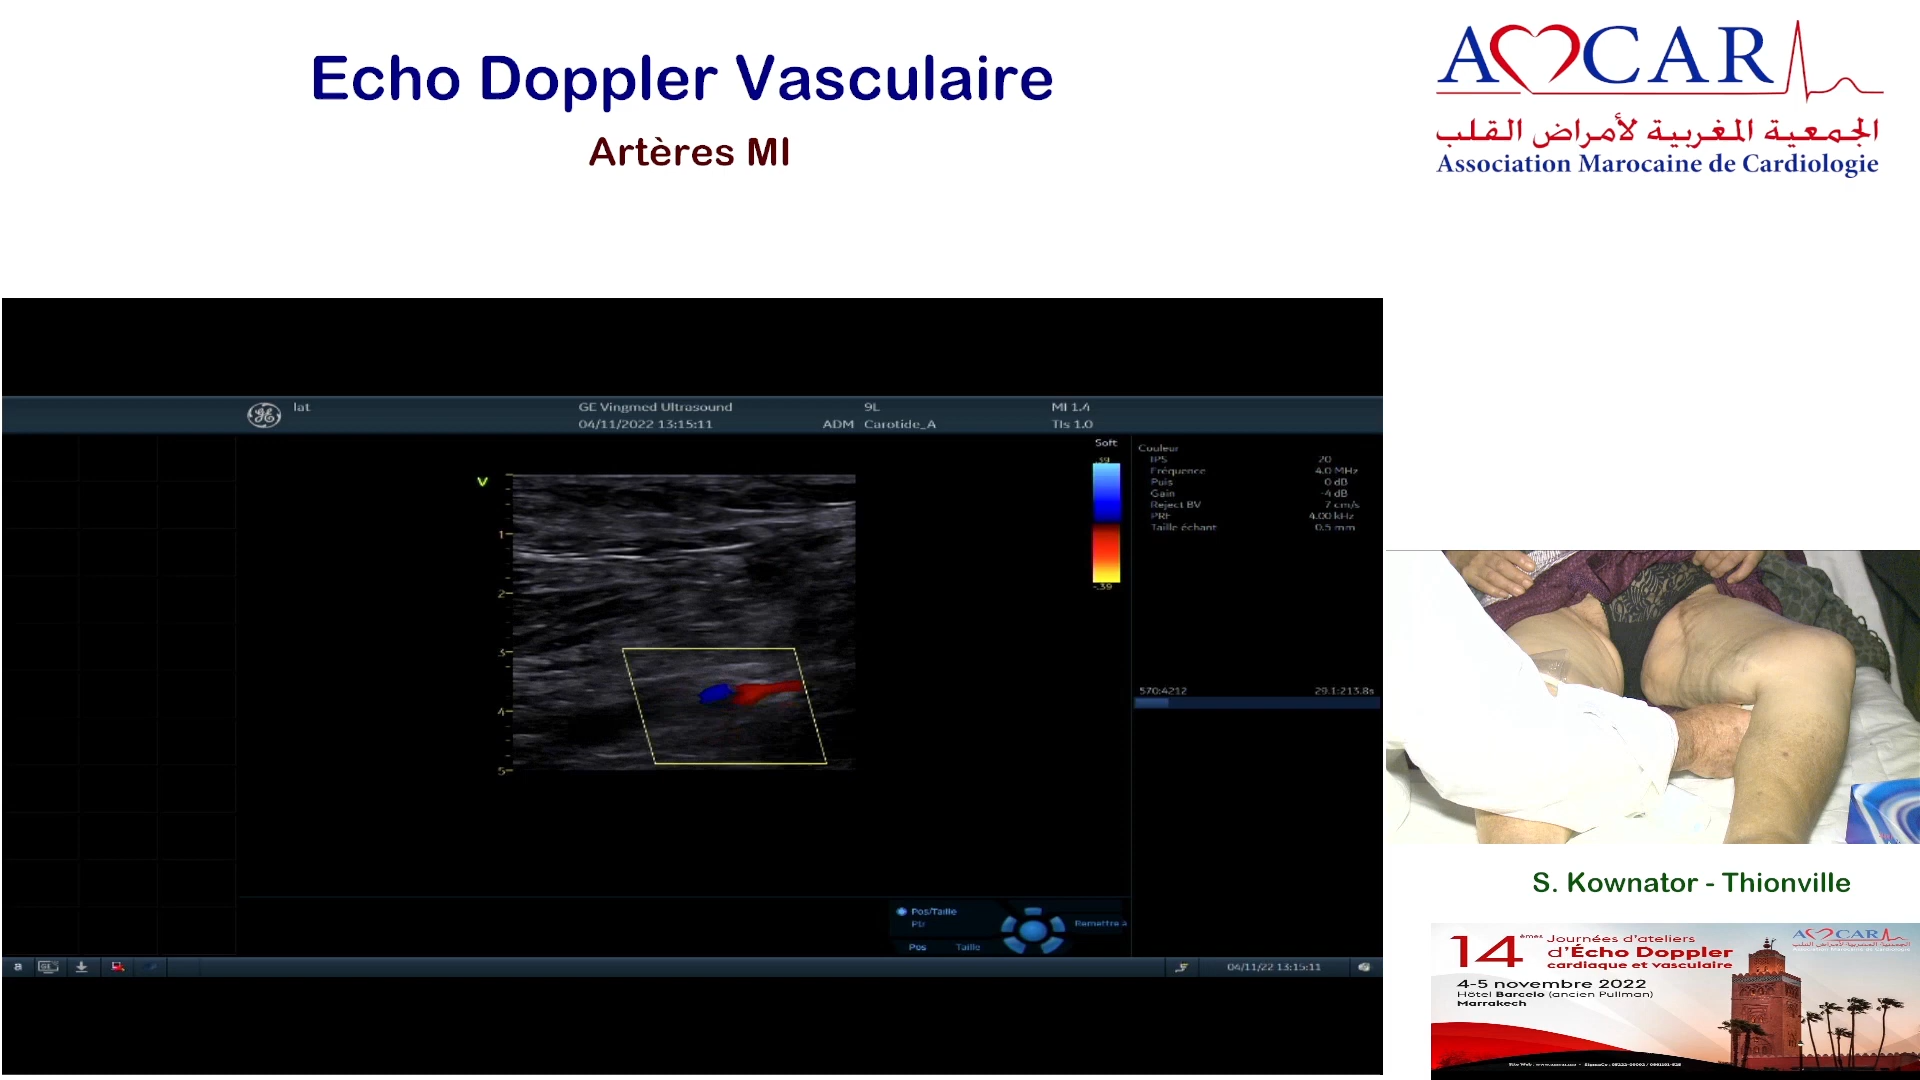 Echo Doppler Vasculaire
Artères MI
A CAR
الجمعية المغربية لأمراض القلب
Association Marocaine de Cardiologie
lat
GE Vingmed Ultrasound
04/11/2022 13:15:11
ADM
9L
Carotide_A
MI 1.4
TIs 1.0
V
1
2
3
4
5
Soft
.39
-.39
Couleur
IPS 20
Fréquence 4.0 MHz
Puis 0 dB
Gain -4 dB
Reject BV 7 cm/s
PRF 4.00 kHz
Taille échant 0.5 mm
570:4212 29.1:213.8s
Pos/Taille
Pos Taille
Remettre a
a
04/11/22 13:15:11
S. Kownator - Thionville
14èmes Journées d'ateliers
d'Écho Doppler
cardiaque et vasculaire
4-5 novembre 2022
Hôtel Barcelo (ancien Pullman)
Marrakech